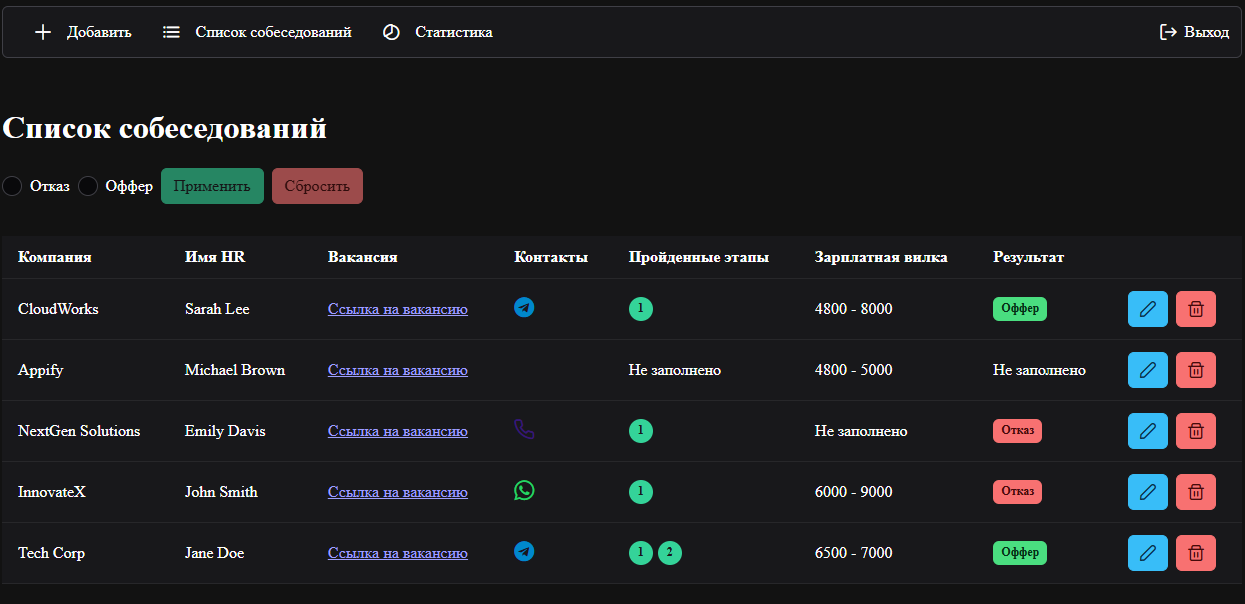 Добавить Список собеседований Статистика Выход
Список собеседований
Отказ Оффер Применить Сбросить
Компания Имя HR Вакансия Контакты Пройденные этапы Зарплатная вилка Результат
CloudWorks Sarah Lee Ссылка на вакансию 1 4800 - 8000 Оффер
Appify Michael Brown Ссылка на вакансию Не заполнено 4800 - 5000 Не заполнено
NextGen Solutions Emily Davis Ссылка на вакансию 1 Не заполнено Отказ
InnovateX John Smith Ссылка на вакансию 1 6000 - 9000 Отказ
Tech Corp Jane Doe Ссылка на вакансию 1 2 6500 - 7000 Оффер